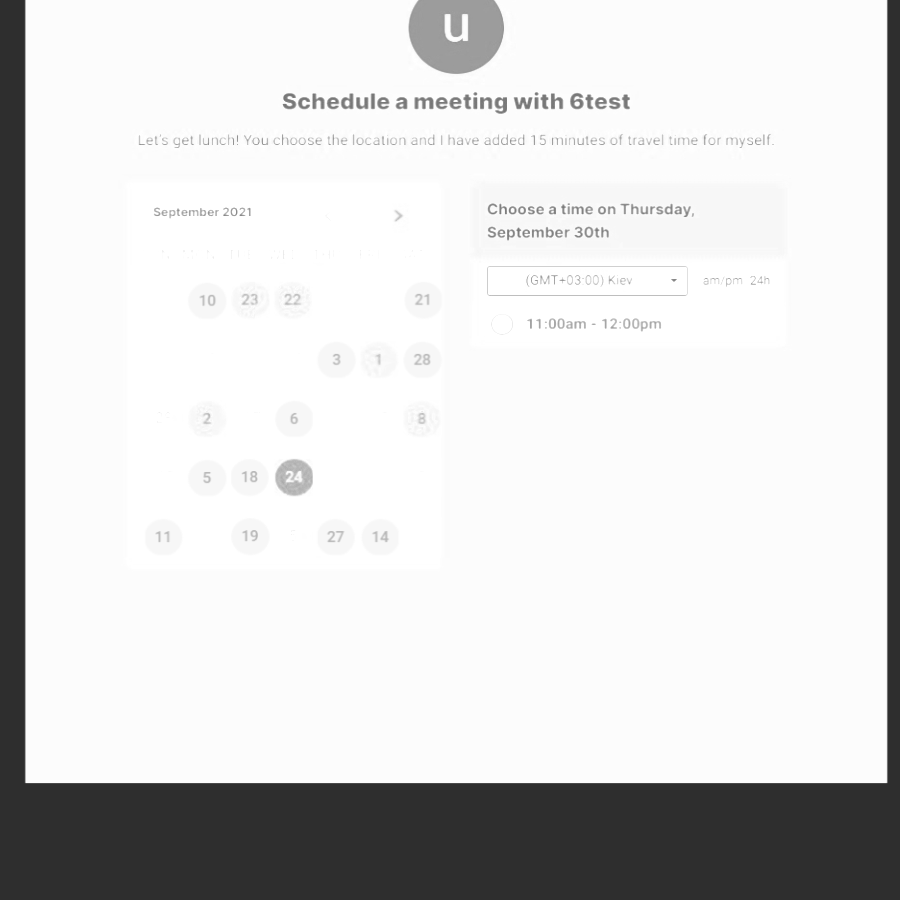 u
Schedule a meeting with 6test
Let's get lunch! You choose the location and I have added 15 minutes of travel time for myself.
September 2021
10 23 22 21
3 1 28
2 6 8
5 18 24
11 19 27 14
Choose a time on Thursday,
September 30th
(GMT+03:00) Kiev am/pm 24h
11:00am - 12:00pm